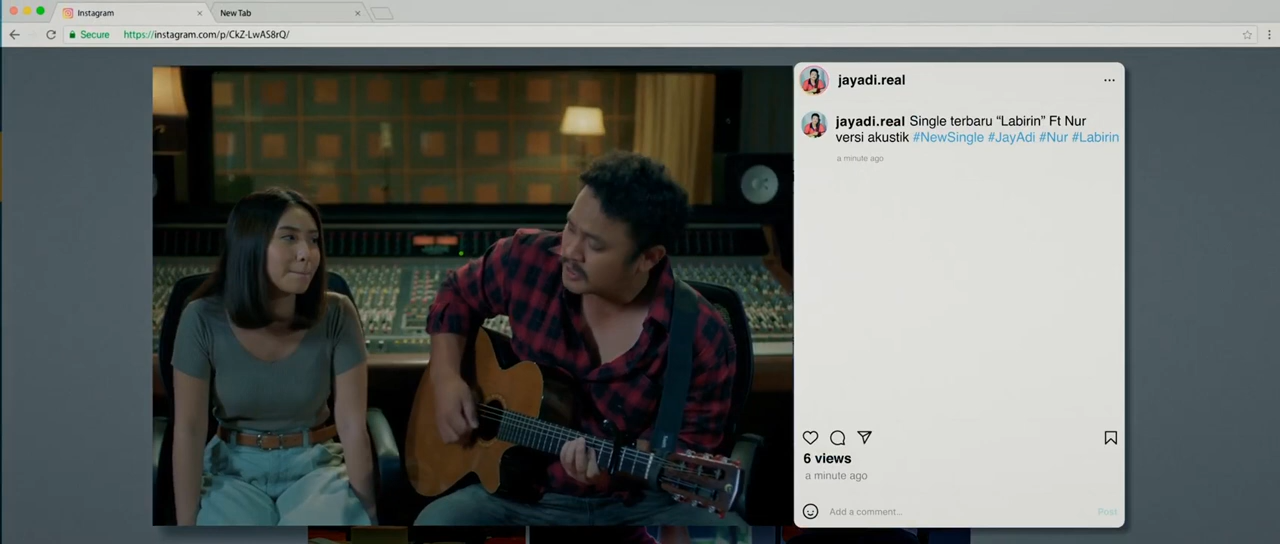 Instagram
New Tab
Secure
https://instagram.com/p/CkZ-LwAS8rQ/
jayadi.real
jayadi.real Single terbaru “Labirin” Ft Nur
versi akustik #NewSingle #JayAdi #Nur #Labirin
a minute ago
6 views
a minute ago
Add a comment...
Post